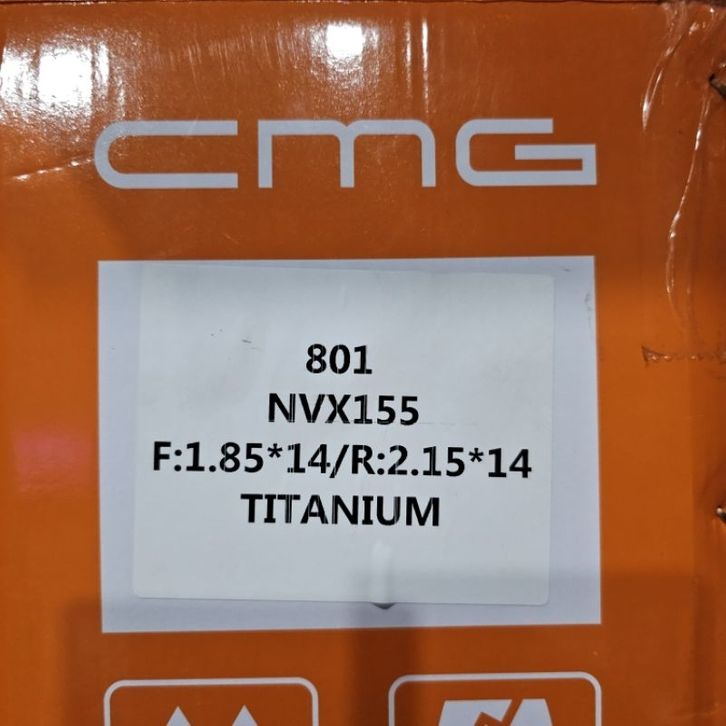 CMG
801
NVX155
F:1.85*14/R:2.15*14
TITANIUM